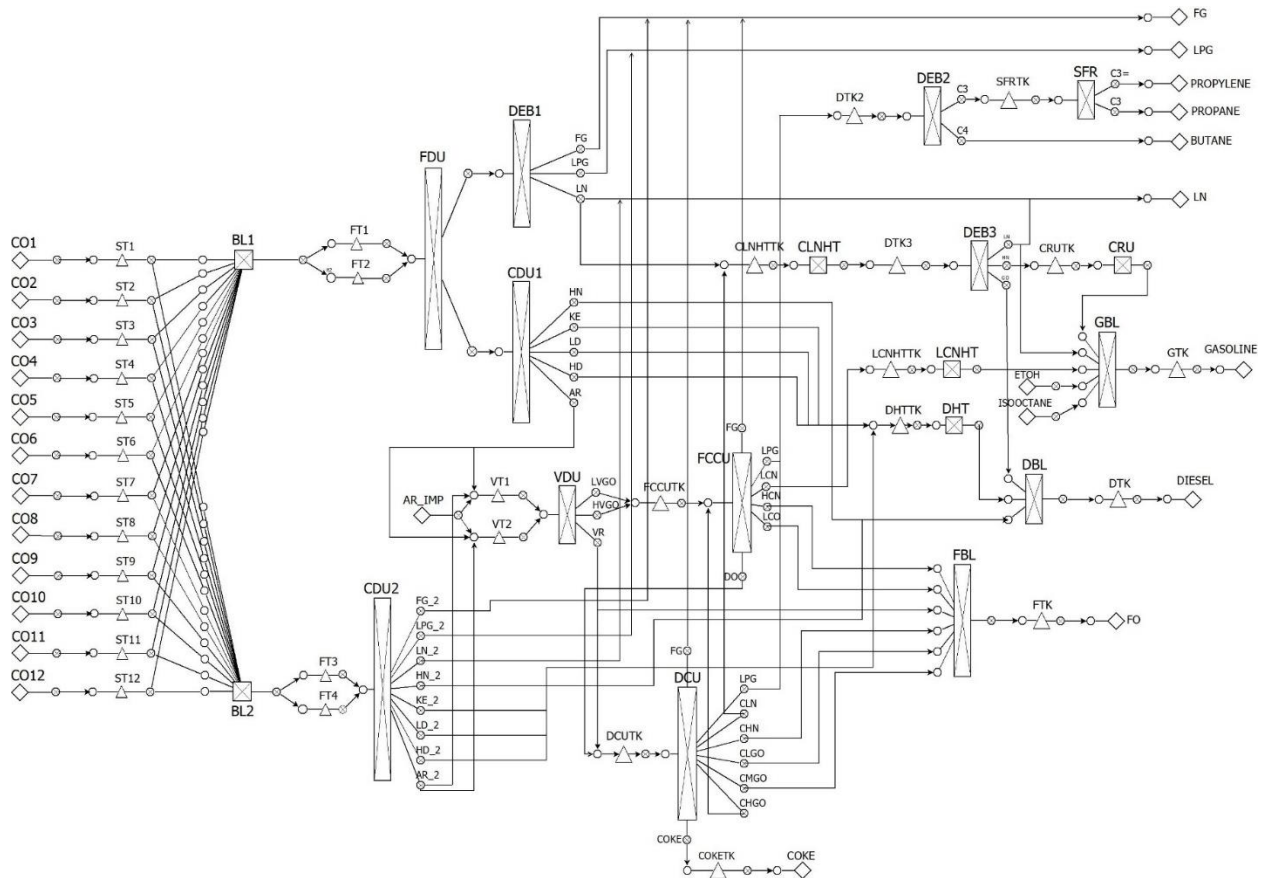 FG
LPG
DEB2
C3
SFRTK
SFR
C3=
PROPYLENE
DTK2
C3
PROPANE
C4
BUTANE
DEB1
FG
LPG
LN
LN
FDU
CO1
ST1
BL1
FT1
FT2
CLNHTTK
CLNHT
DTK3
DEB3
LN
HN
CRUTK
CRU
CO2
ST2
CDU1
HN
KE
LD
HD
AR
CO3
ST3
GBL
CO4
ST4
LCNHTTK
LCNHT
ETOH
GTK
GASOLINE
CO5
ST5
ISOOCTANE
DHTTK
DHT
CO6
ST6
FG
FCCU
LPG
LCN
HCN
LCO
DO
DBL
DTK
DIESEL
CO7
ST7
AR_IMP
VT1
VT2
VDU
LVGO
HVGO
VR
FCCUTK
CO8
ST8
CO9
ST9
CDU2
FBL
CO10
ST10
FG_2
LPG_2
LN_2
HN_2
KE_2
LD_2
HD_2
AR_2
FTK
FO
CO11
ST11
CO12
ST12
BL2
FT3
FT4
FG
DCU
LPG
CLN
CHN
CLGO
CMGO
CHGO
DCUTK
COKE
COKETK
COKE